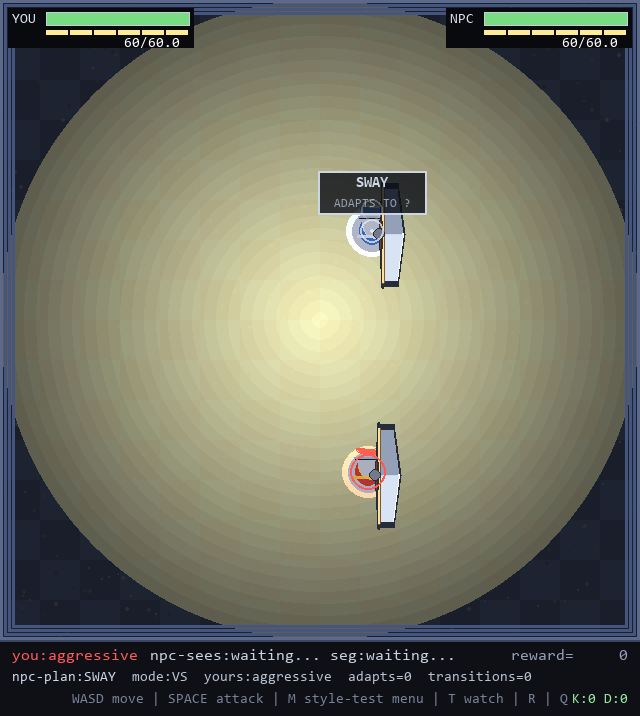 YOU
60/60.0
NPC
60/60.0
SWAY
ADAPTS TO ?
you:aggressive npc-sees:waiting... seg:waiting... reward= 0
npc-plan:SWAY mode:VS yours:aggressive adapts=0 transitions=0
WASD move | SPACE attack | M style-test menu | T watch | R | Q K:0 D:0